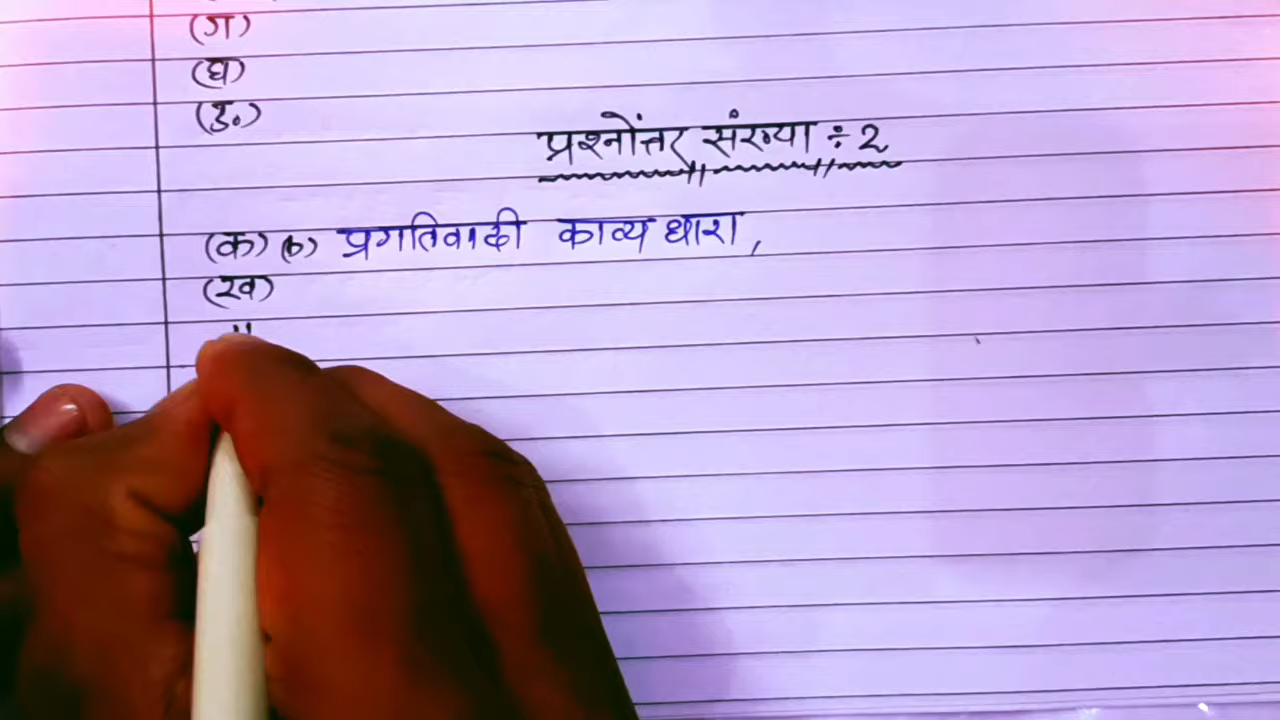 (ग)
(घ)
(ङ)
प्रश्नोंत्तर संख्या ÷ 2
(क) (b) प्रगतिवादी काव्य धारा,
(ख)